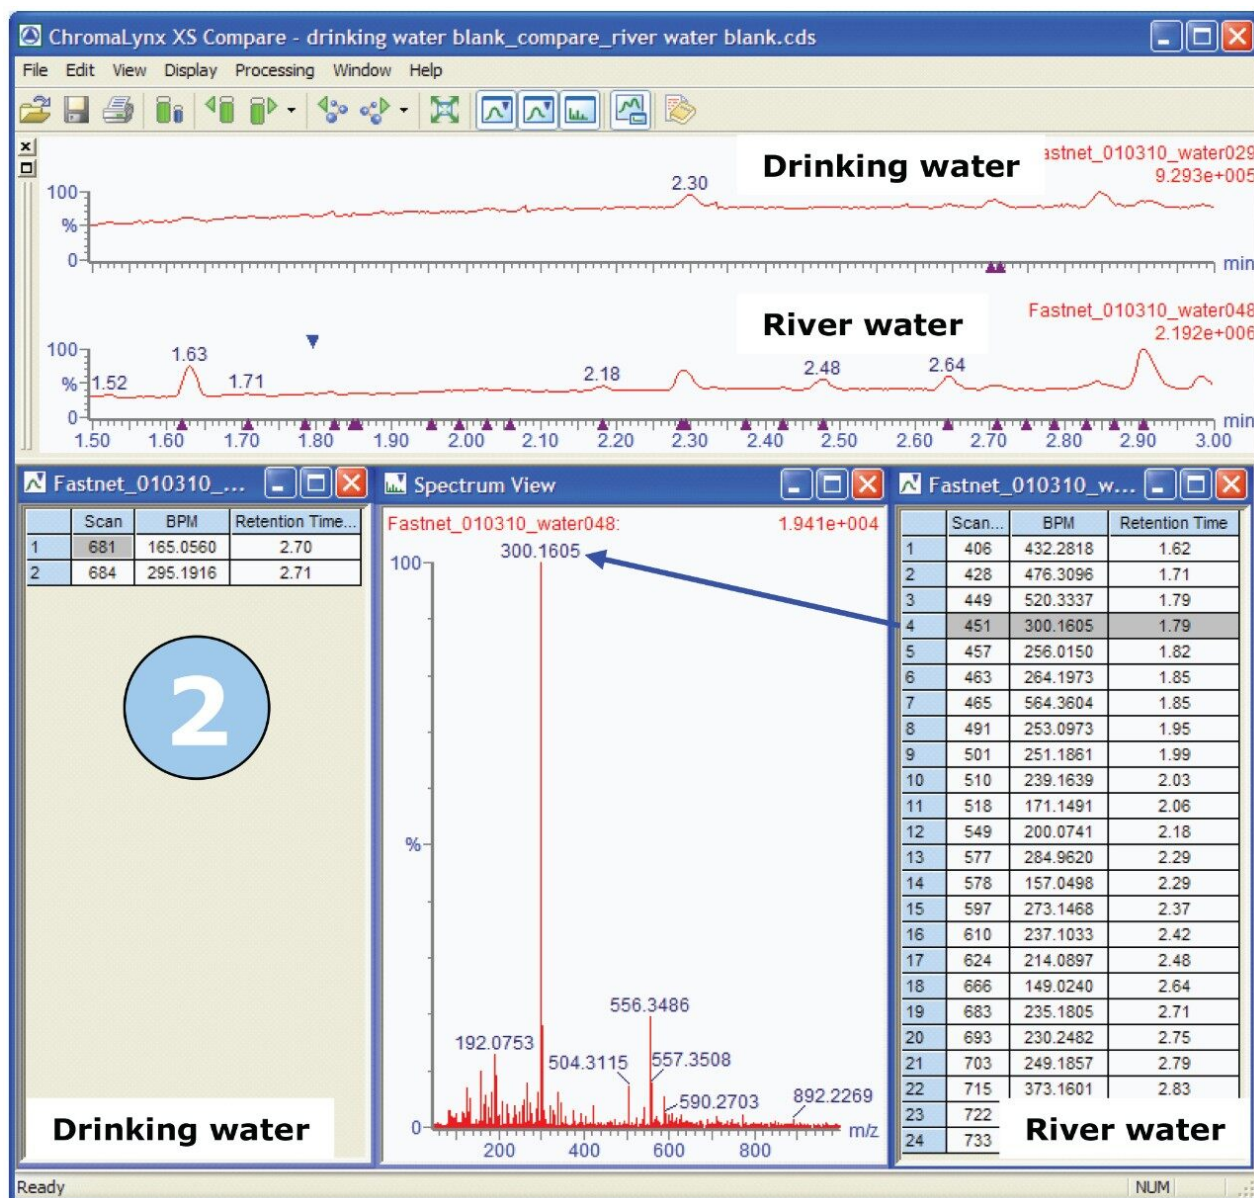 ChromaLynx XS Compare - drinking water blank_compare_river water blank.cds
File Edit View Display Processing Window Help
Drinking water
astnet_010310_water029
9.293e+005
2.30
100
%
0
min
River water
Fastnet_010310_water048
2.192e+006
100
%
0
1.52 1.63 1.71 2.18 2.48 2.64
min
1.50 1.60 1.70 1.80 1.90 2.00 2.10 2.20 2.30 2.40 2.50 2.60 2.70 2.80 2.90 3.00
Fastnet_010310_...
Scan BPM Retention Time...
1 681 165.0560 2.70
2 684 295.1916 2.71
2
Drinking water
Spectrum View
Fastnet_010310_water048: 1.941e+004
300.1605
100
%
0
556.3486
192.0753
504.3115
557.3508
590.2703
892.2269
m/z
200 400 600 800
Fastnet_010310_w...
Scan... BPM Retention Time
1 406 432.2818 1.62
2 428 476.3096 1.71
3 449 520.3337 1.79
4 451 300.1605 1.79
5 457 256.0150 1.82
6 463 264.1973 1.85
7 465 564.3604 1.85
8 491 253.0973 1.95
9 501 251.1861 1.99
10 510 239.1639 2.03
11 518 171.1491 2.06
12 549 200.0741 2.18
13 577 284.9620 2.29
14 578 157.0498 2.29
15 597 273.1468 2.37
16 610 237.1033 2.42
17 624 214.0897 2.48
18 666 149.0240 2.64
19 683 235.1805 2.71
20 693 230.2482 2.75
21 703 249.1857 2.79
22 715 373.1601 2.83
23 722
24 733
River water
Ready
NUM